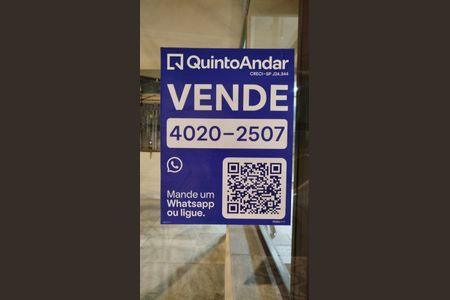 QuintoAndar
CRECI-SP J24.344
VENDE
4020-2507
Mande um
Whatsapp
ou ligue.